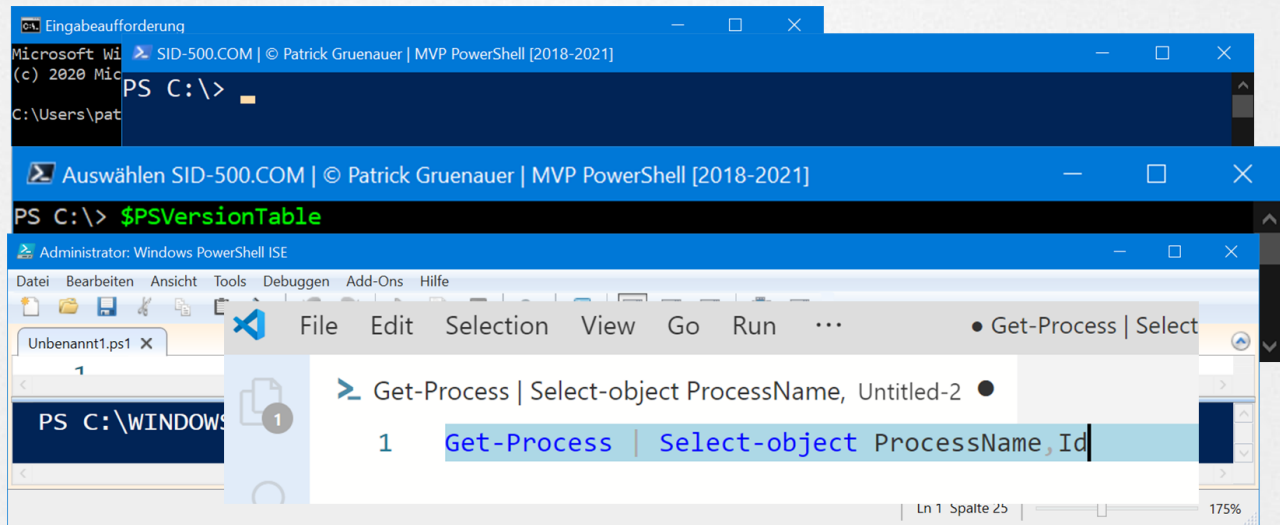 Eingabeaufforderung
Microsoft Wi
(c) 2020 Mic
C:\Users\pat
SID-500.COM | © Patrick Gruenauer | MVP PowerShell [2018-2021]
PS C:\>
Auswählen SID-500.COM | © Patrick Gruenauer | MVP PowerShell [2018-2021]
PS C:\> $PSVersionTable
Administrator: Windows PowerShell ISE
Datei Bearbeiten Ansicht Tools Debuggen Add-Ons Hilfe
Unbenannt1.ps1
1
PS C:\WINDOWS
File Edit Selection View Go Run ··· ● Get-Process | Select
1
Get-Process | Select-object ProcessName, Untitled-2 ●
1 Get-Process | Select-object ProcessName,Id
Ln 1 Spalte 25 175%